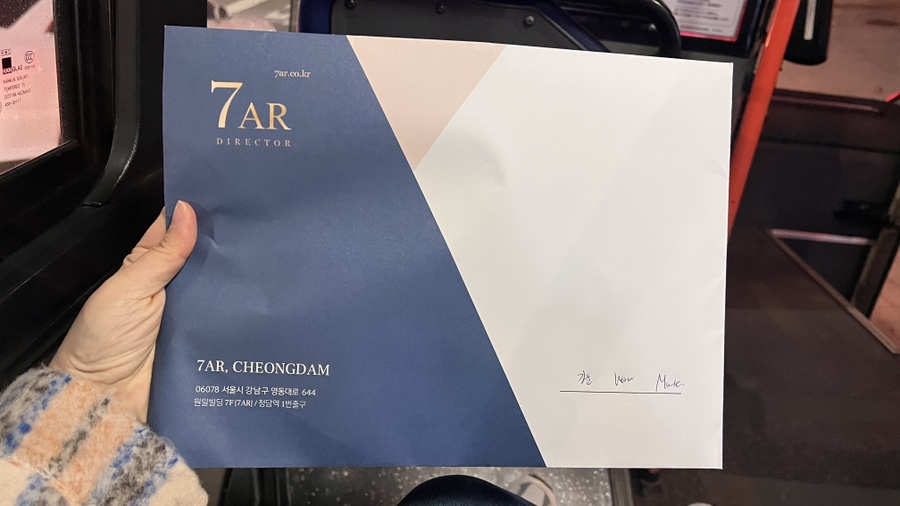 7ar.co.kr
7AR
DIRECTOR
7AR, CHEONGDAM
06078 서울시 강남구 영동대로 644
원일빌딩 7F [7AR] / 청담역 1번출구